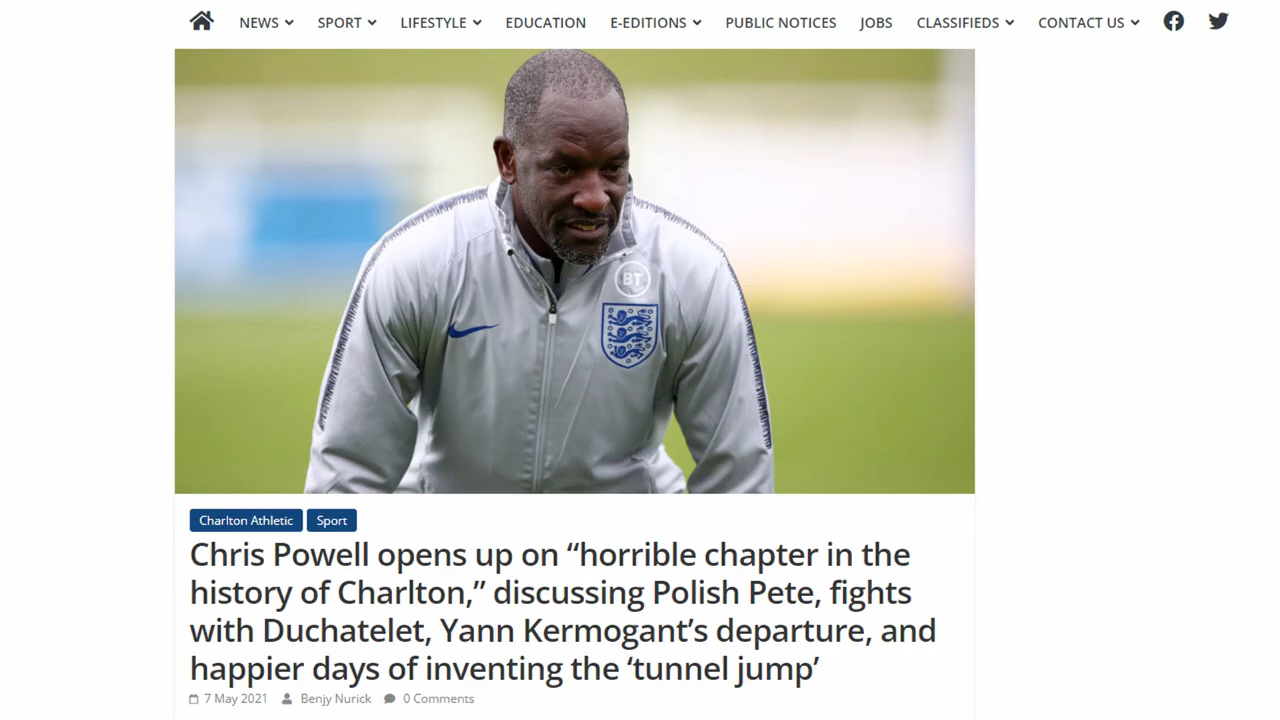 NEWS SPORT LIFESTYLE EDUCATION E-EDITIONS PUBLIC NOTICES JOBS CLASSIFIEDS CONTACT US
BT
Charlton Athletic Sport
Chris Powell opens up on “horrible chapter in the
history of Charlton,” discussing Polish Pete, fights
with Duchatelet, Yann Kermogant’s departure, and
happier days of inventing the ‘tunnel jump’
7 May 2021 Benjy Nurick 0 Comments